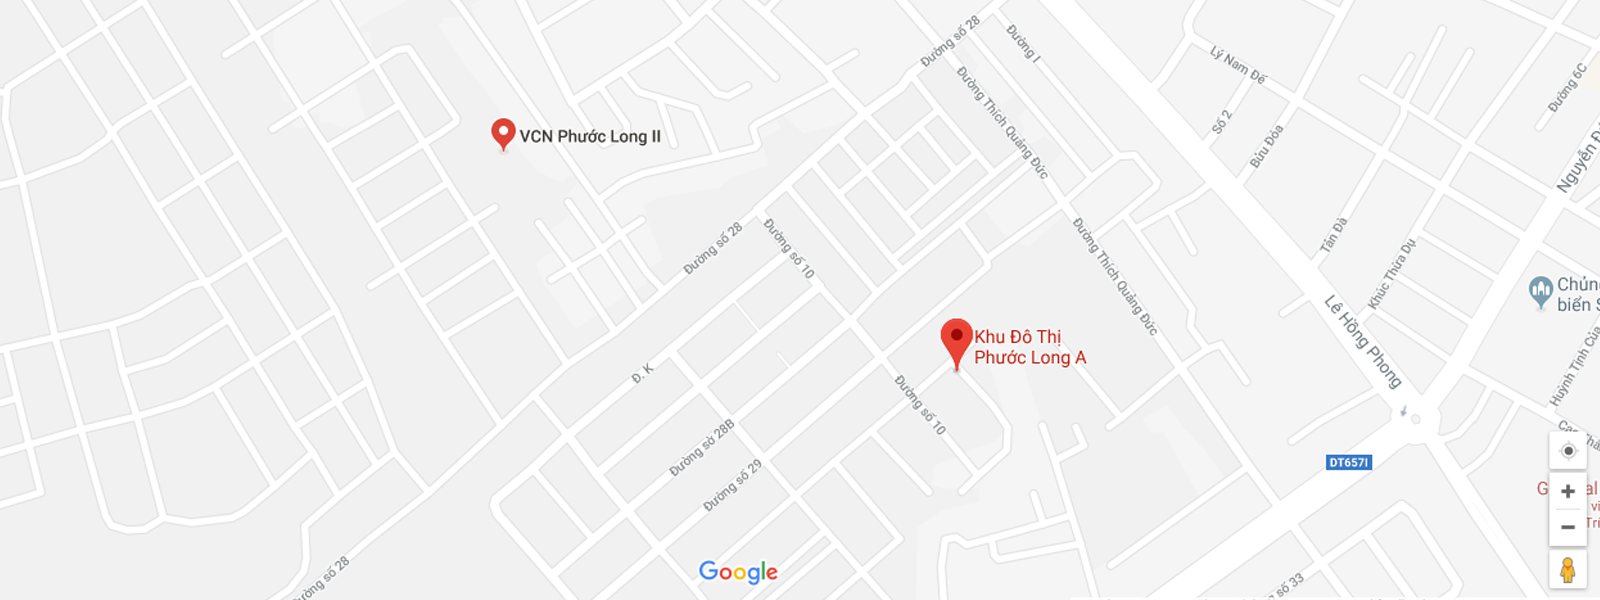 Đường số 28
Đường I
Lý Nam Đế
Đường 6C
Đường Thích Quảng Đức
Số 2
Bửu Đóa
VCN Phước Long II
Đường số 28
Đường số 10
Đường Thích Quảng Đức
Tản Đà
Khúc Thừa Dụ
Chủng
biển S
Lê Hồng Phong
Khu Đô Thị
Phước Long A
Đ. K
Đường số 10
Huỳnh Tịnh Của
Đường số 28B
Đường số 29
DT657I
Đường số 28
Google
số 33